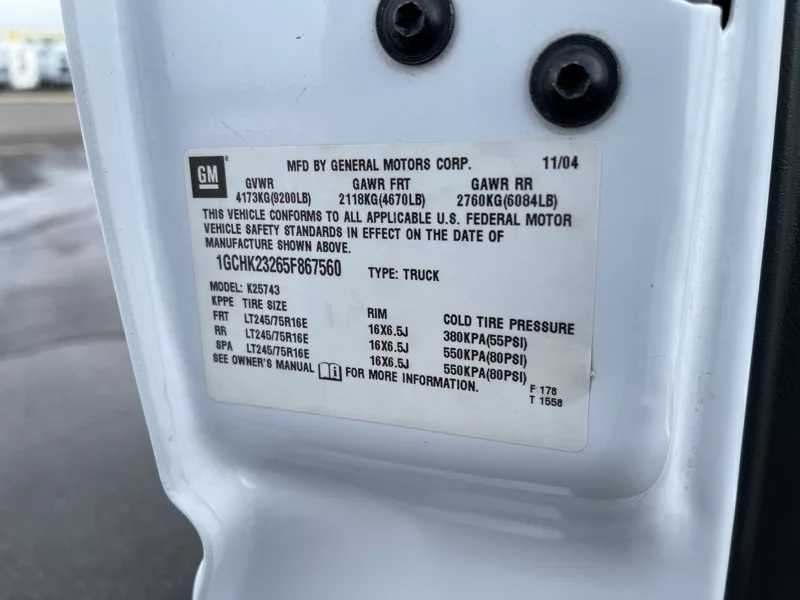 GM ® MFD BY GENERAL MOTORS CORP. 11/04
GVWR GAWR FRT GAWR RR
4173KG(9200LB) 2118KG(4670LB) 2760KG(6084LB)
THIS VEHICLE CONFORMS TO ALL APPLICABLE U.S. FEDERAL MOTOR
VEHICLE SAFETY STANDARDS IN EFFECT ON THE DATE OF
MANUFACTURE SHOWN ABOVE.
1GCHK23265F867560 TYPE: TRUCK
MODEL: K25743
KPPE TIRE SIZE RIM COLD TIRE PRESSURE
FRT LT245/75R16E 16X6.5J 380KPA(55PSI)
RR LT245/75R16E 16X6.5J 550KPA(80PSI)
SPA LT245/75R16E 16X6.5J 550KPA(80PSI)
SEE OWNER'S MANUAL FOR MORE INFORMATION.
F 178
T 1558